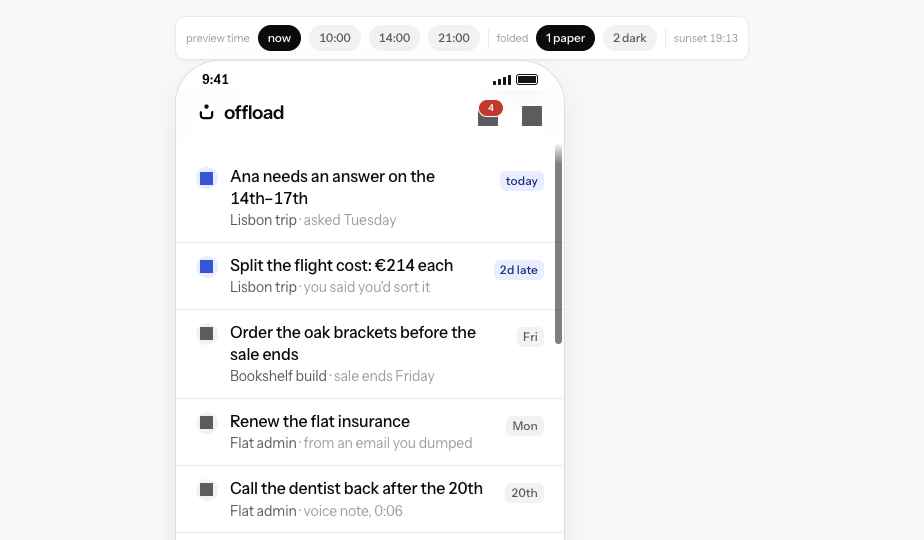 preview time now 10:00 14:00 21:00 folded 1 paper 2 dark sunset 19:13
9:41
offload
4
Ana needs an answer on the
14th–17th
today
Lisbon trip · asked Tuesday
Split the flight cost: €214 each
2d late
Lisbon trip · you said you'd sort it
Order the oak brackets before the
sale ends
Fri
Bookshelf build · sale ends Friday
Renew the flat insurance
Mon
Flat admin · from an email you dumped
Call the dentist back after the 20th
20th
Flat admin · voice note, 0:06